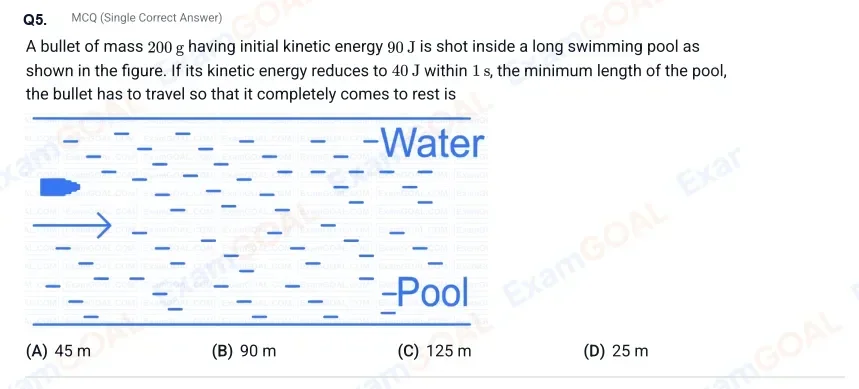 Q5. MCQ (Single Correct Answer)
A bullet of mass 200 g having initial kinetic energy 90 J is shot inside a long swimming pool as
shown in the figure. If its kinetic energy reduces to 40 J within 1 s, the minimum length of the pool,
the bullet has to travel so that it completely comes to rest is
Water
Pool
(A) 45 m (B) 90 m (C) 125 m (D) 25 m
ExamGOAL